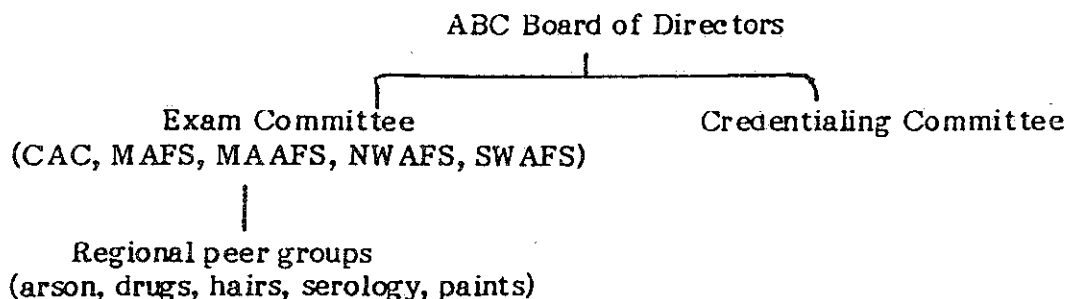 ABC Board of Directors
Exam Committee
Credentialing Committee
(CAC, MAFS, MAAFS, NWAFS, SWAFS)
Regional peer groups
(arson, drugs, hairs, serology, paints)